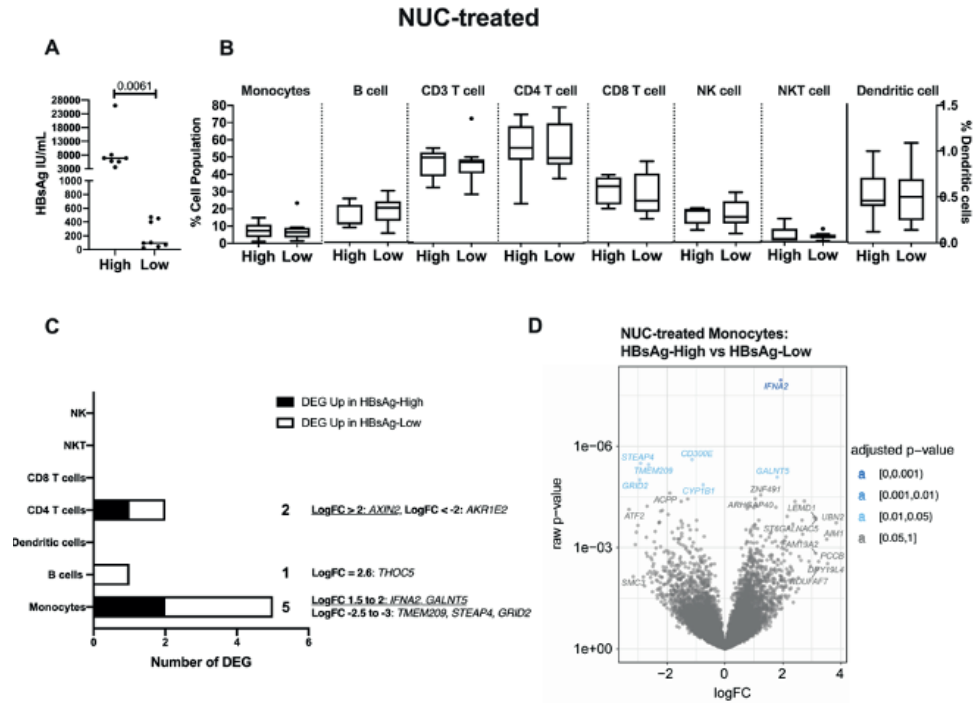 NUC-treated
A
0.0061
28000
23000
18000
13000
8000
3000
1000
800
600
400
200
0
HBsAg IU/mL
High Low
B
Monocytes B cell CD3 T cell CD4 T cell CD8 T cell NK cell NKT cell Dendritic cell
80
70
60
50
40
30
20
10
0
% Cell Population
1.5
1.0
0.5
0.0
% Dendritic cells
High Low High Low High Low High Low High Low High Low High Low High Low
C
DEG Up in HBsAg-High
DEG Up in HBsAg-Low
NK
NKT
CD8 T cells
CD4 T cells 2 LogFC > 2: AXIN2, LogFC < -2: AKR1E2
Dendritic cells
B cells 1 LogFC = 2.6: THOC5
Monocytes 5 LogFC 1.5 to 2: IFNA2, GALNT5
LogFC -2.5 to -3: TMEM209, STEAP4, GRID2
0 2 4 6
Number of DEG
D
NUC-treated Monocytes:
HBsAg-High vs HBsAg-Low
IFNA2
1e-06
STEAP4
CD300E
TMEM209
GALNT5
GRID2
CYP1B1
ZNF491
ACPP
ARHGAP40
LEMD1
ATF2
UBN2
ST6GALNAC5
AIM1
FAM19A2
1e-03
PCCB
DPY19L4
NDUFAF7
SMC5
1e+00
raw p-value
-2 0 2 4
logFC
adjusted p-value
a [0,0.001)
a [0.001,0.01)
a [0.01,0.05)
a [0.05,1]